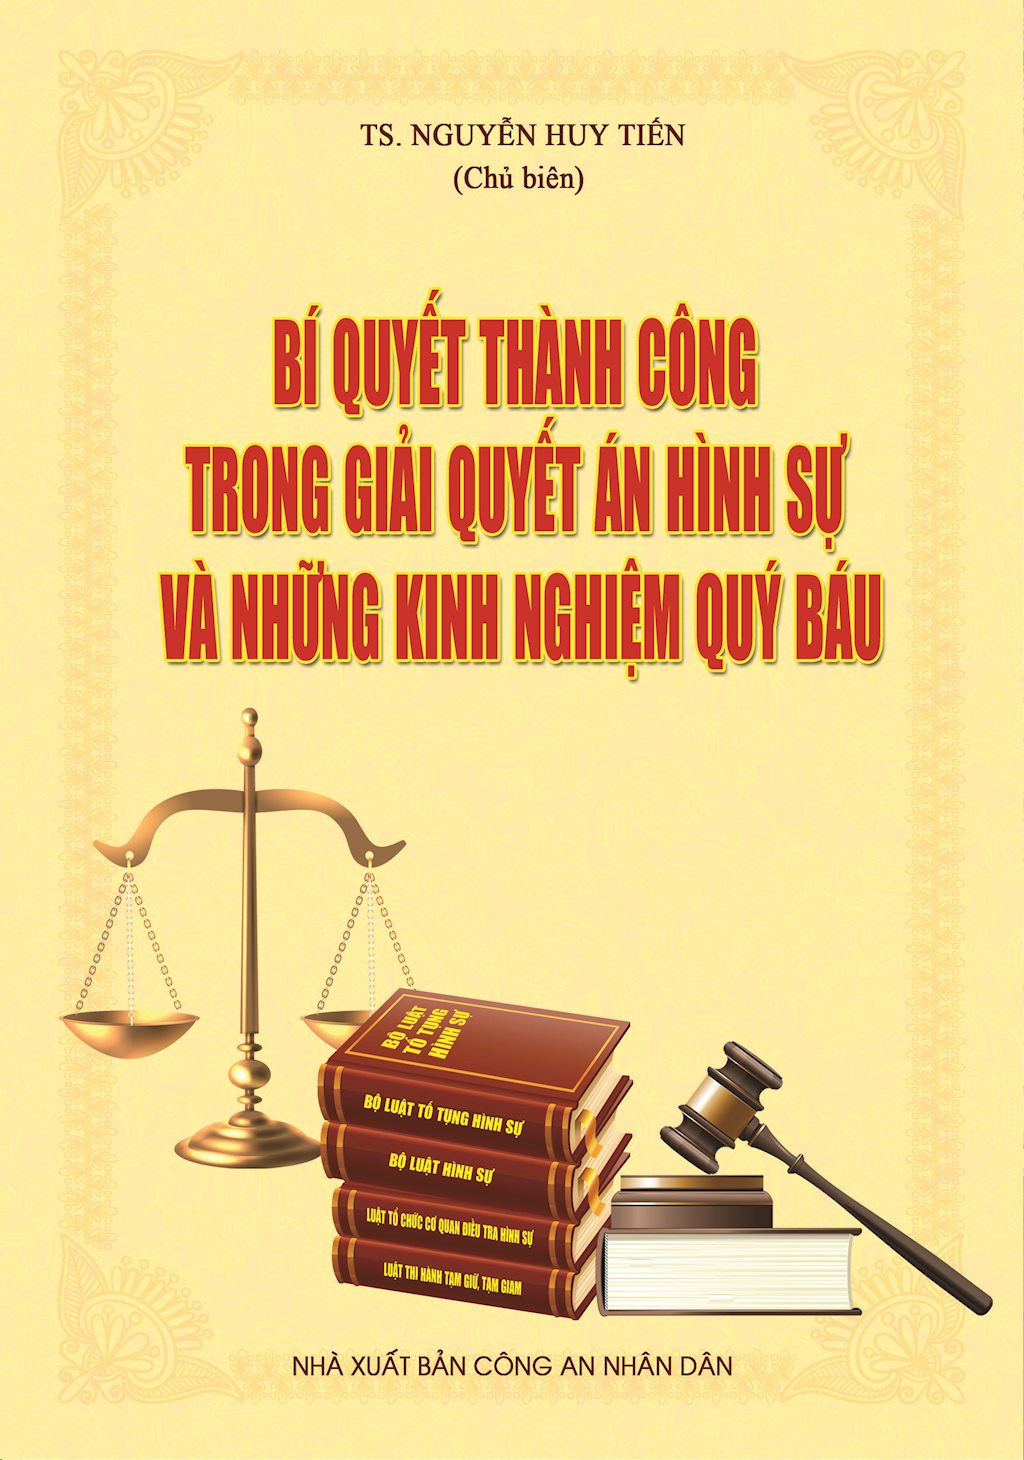 TS. NGUYỄN HUY TIẾN
(Chủ biên)
BÍ QUYẾT THÀNH CÔNG
TRONG GIẢI QUYẾT ÁN HÌNH SỰ
VÀ NHỮNG KINH NGHIỆM QUÝ BÁU
BỘ LUẬT
TỐ TỤNG
HÌNH SỰ
BỘ LUẬT TỐ TỤNG HÌNH SỰ
BỘ LUẬT HÌNH SỰ
LUẬT TỔ CHỨC CƠ QUAN ĐIỀU TRA HÌNH SỰ
LUẬT THI HÀNH TẠM GIỮ, TẠM GIAM
NHÀ XUẤT BẢN CÔNG AN NHÂN DÂN